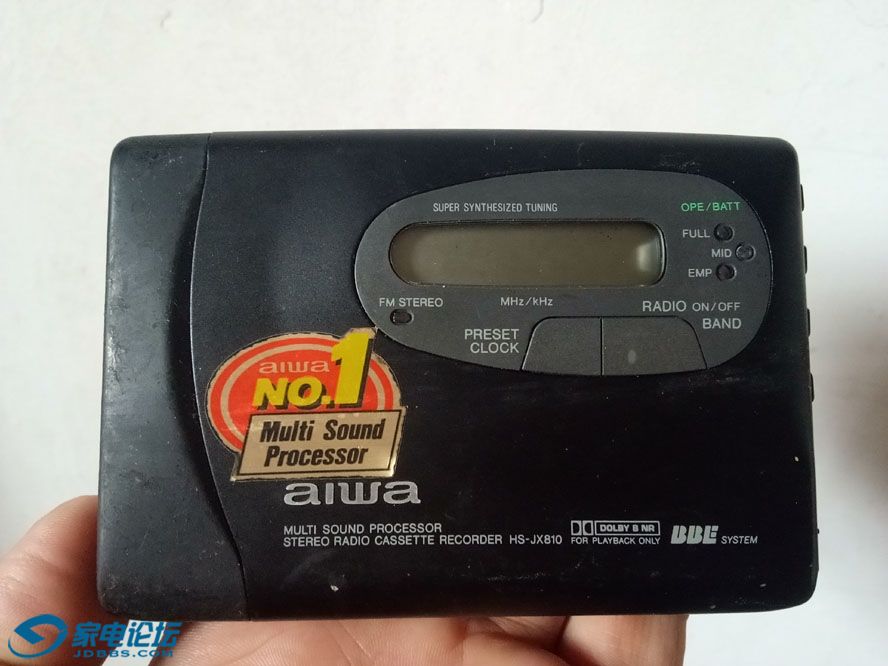 SUPER SYNTHESIZED TUNING
OPE/BATT
FULL
MID
EMP
FM STEREO
MHz/kHz
RADIO ON/OFF
BAND
PRESET
CLOCK
aiwa
NO.1
Multi Sound
Processor
aiwa
MULTI SOUND PROCESSOR
STEREO RADIO CASSETTE RECORDER HS-JX810
DOLBY B NR
FOR PLAYBACK ONLY
BBE SYSTEM
家电论坛
JDBBS.COM